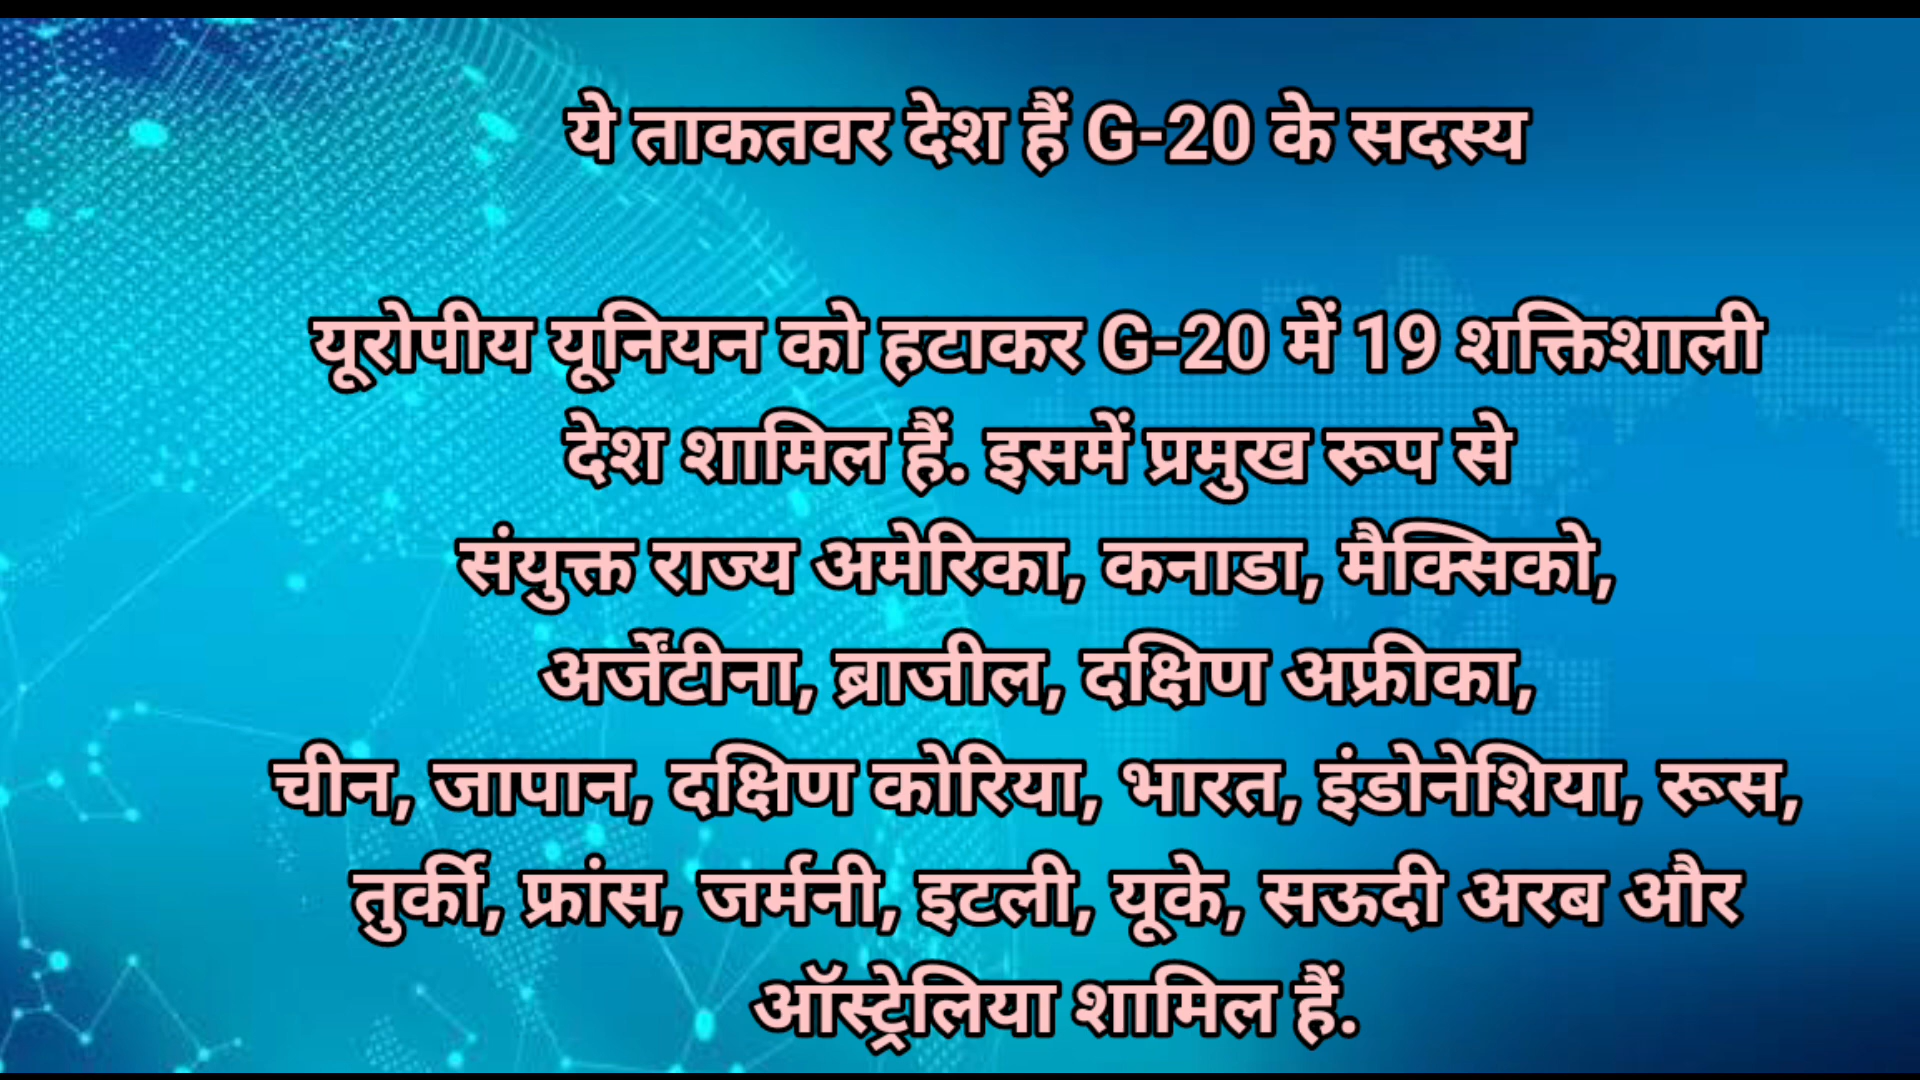 ये ताकतवर देश हैं G-20 के सदस्य
यूरोपीय यूनियन को हटाकर G-20 में 19 शक्तिशाली
देश शामिल हैं. इसमें प्रमुख रूप से
संयुक्त राज्य अमेरिका, कनाडा, मैक्सिको,
अर्जेंटीना, ब्राजील, दक्षिण अफ्रीका,
चीन, जापान, दक्षिण कोरिया, भारत, इंडोनेशिया, रूस,
तुर्की, फ्रांस, जर्मनी, इटली, यूके, सऊदी अरब और
ऑस्ट्रेलिया शामिल हैं.